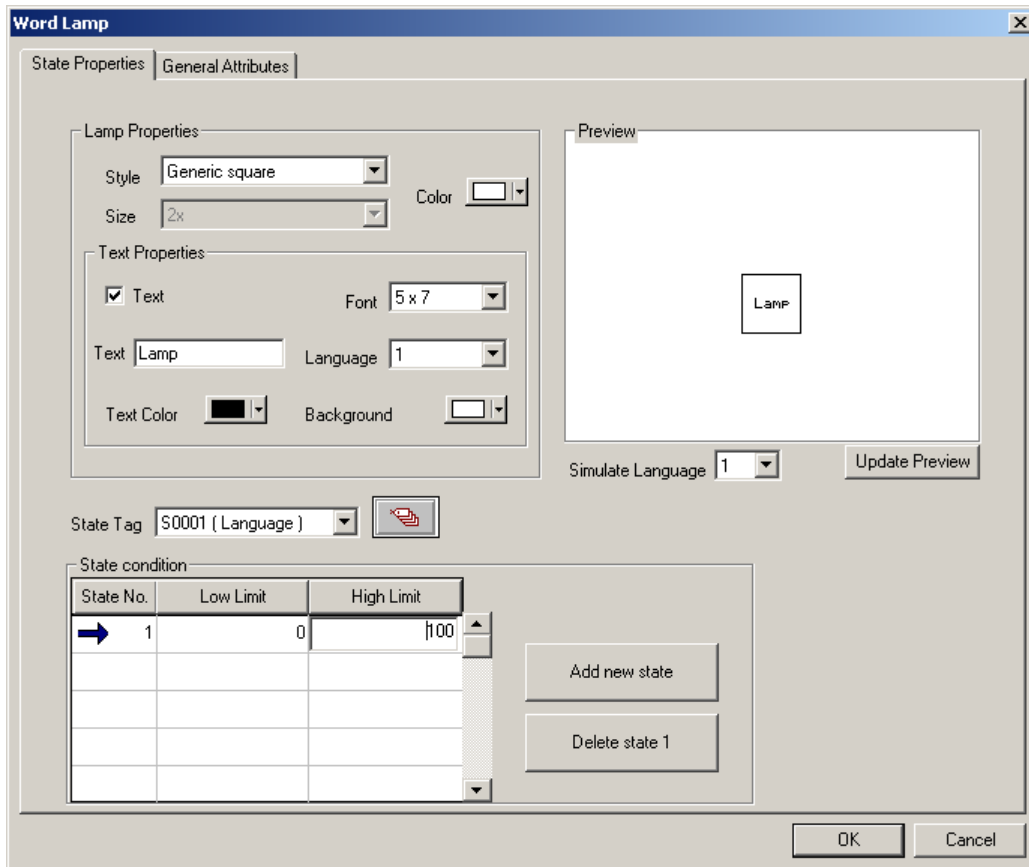 Word Lamp
State Properties
General Attributes
Lamp Properties
Style Generic square
Color
Size 2x
Text Properties
Text
Font 5 x 7
Text Lamp
Language 1
Text Color
Background
Preview
Lamp
Simulate Language 1
Update Preview
State Tag S0001 ( Language )
State condition
State No. Low Limit High Limit
1 0 100
Add new state
Delete state 1
OK
Cancel